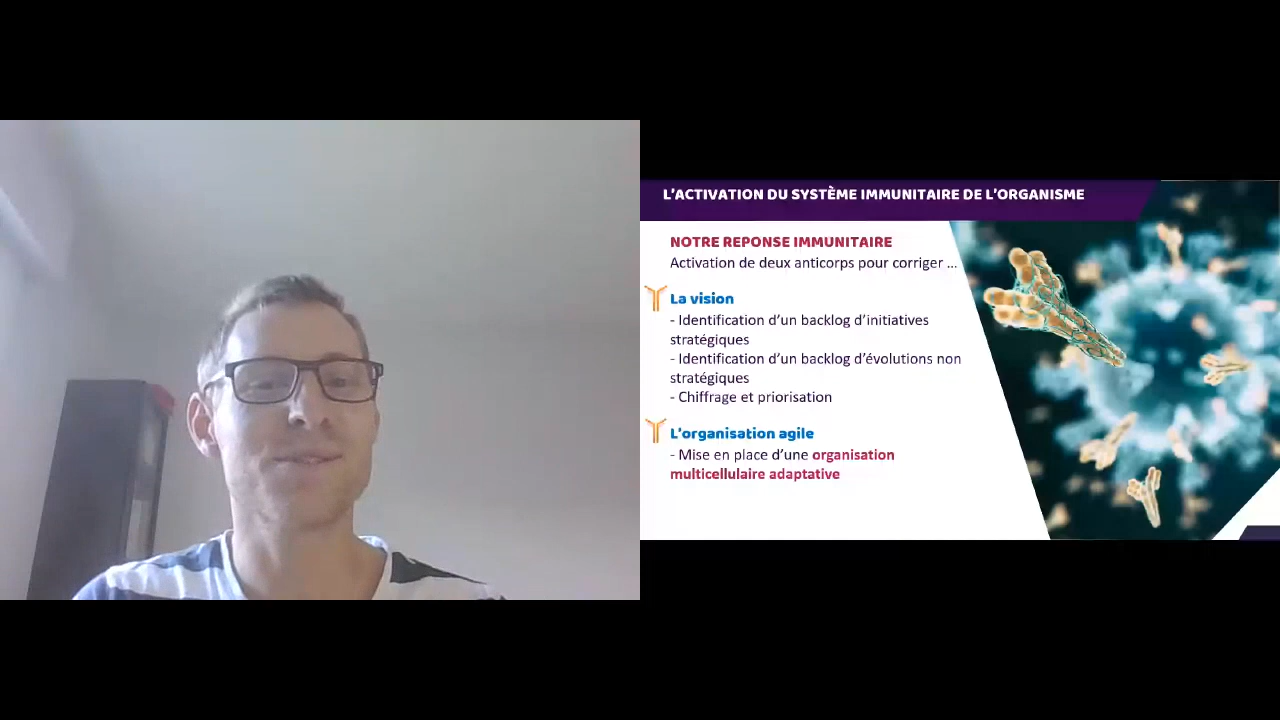 L'ACTIVATION DU SYSTÈME IMMUNITAIRE DE L'ORGANISME
NOTRE REPONSE IMMUNITAIRE
Activation de deux anticorps pour corriger ...
La vision
- Identification d'un backlog d'initiatives
stratégiques
- Identification d'un backlog d'évolutions non
stratégiques
- Chiffrage et priorisation
L'organisation agile
- Mise en place d'une organisation
multicellulaire adaptative